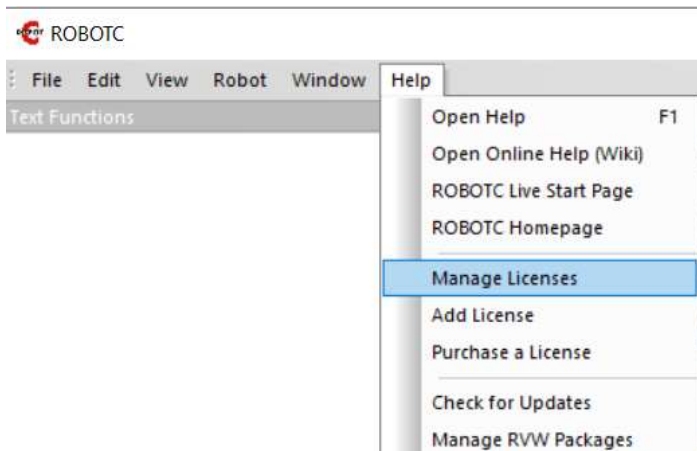 ROBOTC
File Edit View Robot Window Help
Text Functions
Open Help F1
Open Online Help (Wiki)
ROBOTC Live Start Page
ROBOTC Homepage
Manage Licenses
Add License
Purchase a License
Check for Updates
Manage RVW Packages